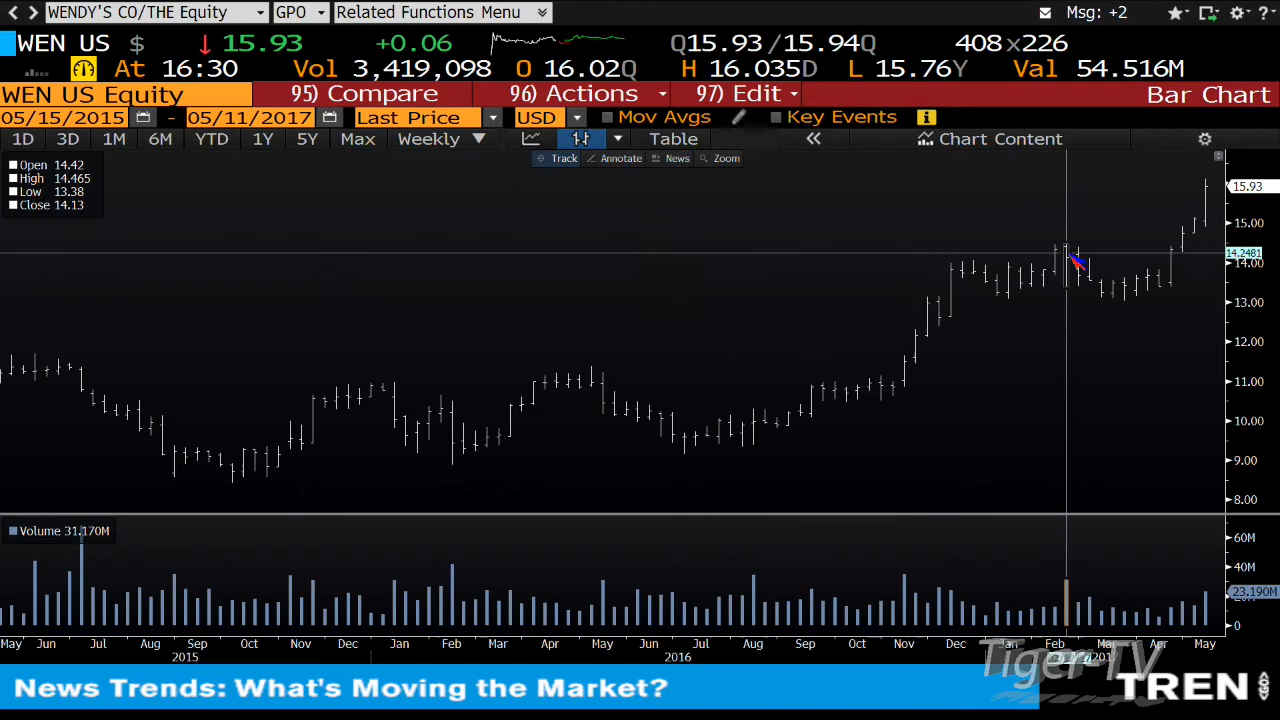 WENDY'S CO/THE Equity GPO Related Functions Menu Msg: +2
WEN US $ 15.93 +0.06 Q15.93/15.94Q 408x226
At 16:30 Vol 3,419,098 O 16.02Q H 16.035D L 15.76Y Val 54.516M
WEN US Equity 95) Compare 96) Actions 97) Edit Bar Chart
05/15/2015 - 05/11/2017 Last Price USD Mov Avgs Key Events
1D 3D 1M 6M YTD 1Y 5Y Max Weekly Table Chart Content
Track Annotate News Zoom
Open 14.42
High 14.465
Low 13.38
Close 14.13
15.93
15.00
14.2481
14.00
13.00
12.00
11.00
10.00
9.00
8.00
Volume 31.170M
60M
40M
23.190M
0
May Jun Jul Aug Sep Oct Nov Dec Jan Feb Mar Apr May Jun Jul Aug Sep Oct Nov Dec Jan Feb Mar Apr May
2015 2016
Tiger-TV
News Trends: What's Moving the Market? TREN